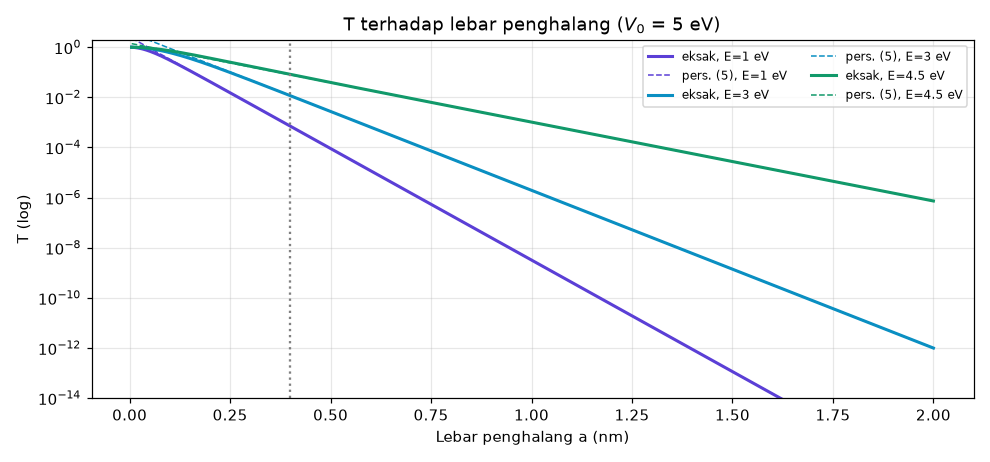 T terhadap lebar penghalang ($V_0$ = 5 eV)
eksak, E=1 eV
pers. (5), E=1 eV
eksak, E=3 eV
pers. (5), E=3 eV
eksak, E=4.5 eV
pers. (5), E=4.5 eV
T (log)
10⁰
10⁻²
10⁻⁴
10⁻⁶
10⁻⁸
10⁻¹⁰
10⁻¹²
10⁻¹⁴
0.00 0.25 0.50 0.75 1.00 1.25 1.50 1.75 2.00
Lebar penghalang a (nm)